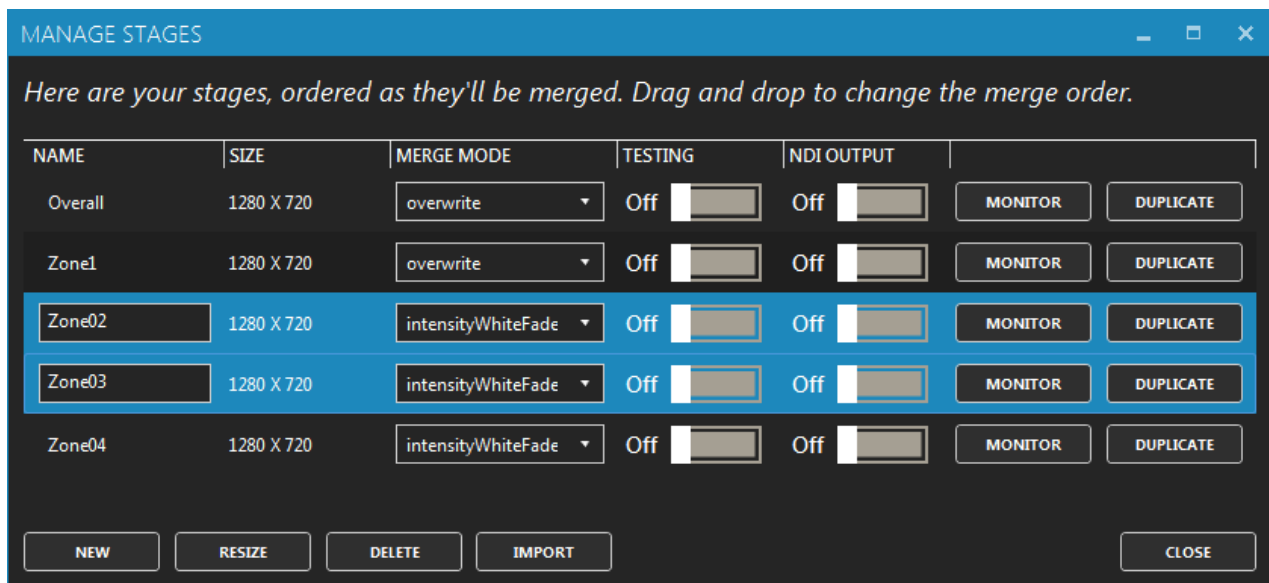 MANAGE STAGES
Here are your stages, ordered as they'll be merged. Drag and drop to change the merge order.
NAME SIZE MERGE MODE TESTING NDI OUTPUT
Overall 1280 X 720 overwrite Off Off MONITOR DUPLICATE
Zone1 1280 X 720 overwrite Off Off MONITOR DUPLICATE
Zone02 1280 X 720 intensityWhiteFade Off Off MONITOR DUPLICATE
Zone03 1280 X 720 intensityWhiteFade Off Off MONITOR DUPLICATE
Zone04 1280 X 720 intensityWhiteFade Off Off MONITOR DUPLICATE
NEW RESIZE DELETE IMPORT CLOSE